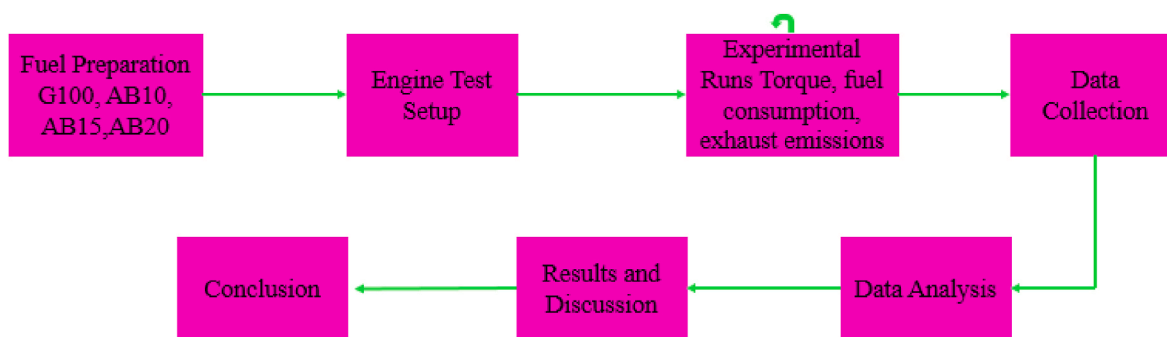 Fuel Preparation
G100, AB10,
AB15,AB20
Engine Test
Setup
Experimental
Runs Torque, fuel
consumption,
exhaust emissions
Data
Collection
Data Analysis
Results and
Discussion
Conclusion